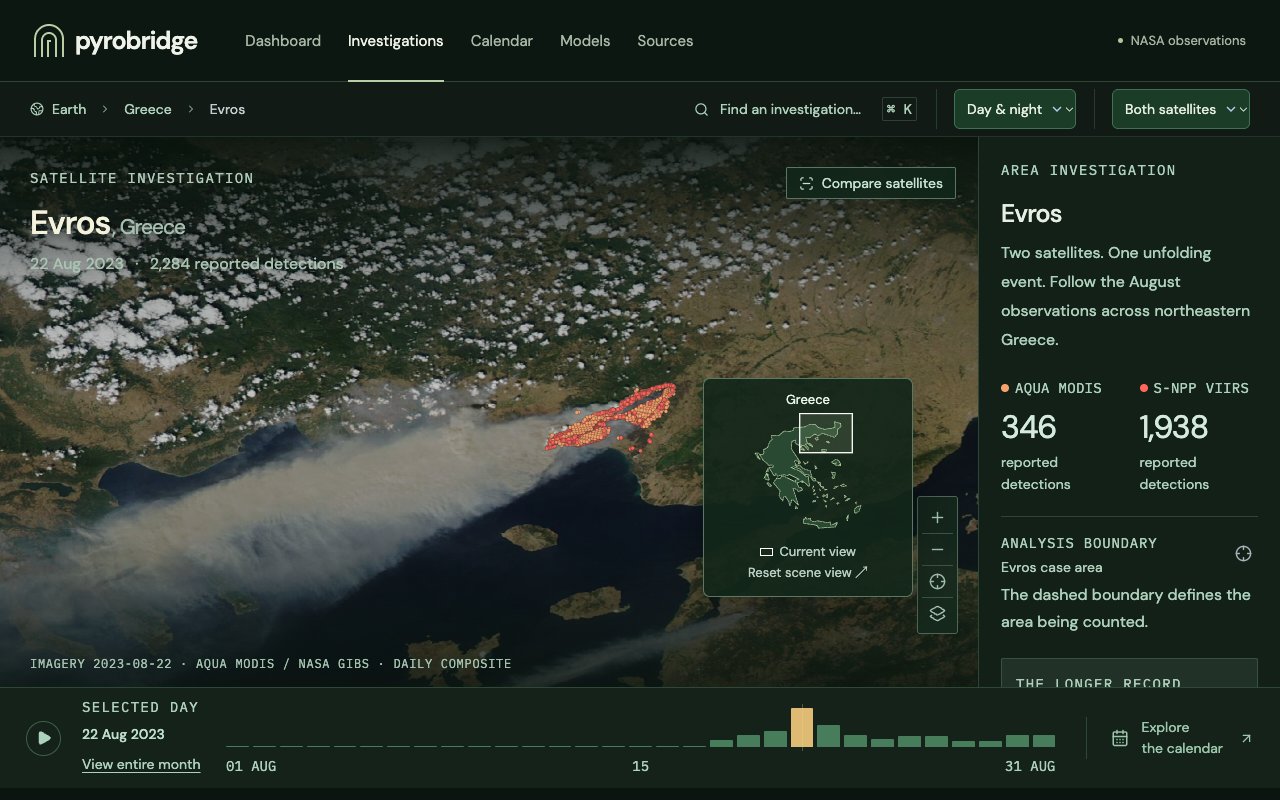 pyrobridge
Dashboard
Investigations
Calendar
Models
Sources
NASA observations
Earth
Greece
Evros
Find an investigation...
⌘ K
Day & night
Both satellites
SATELLITE INVESTIGATION
Evros, Greece
22 Aug 2023 · 2,284 reported detections
Compare satellites
Greece
Current view
Reset scene view
IMAGERY 2023-08-22 · AQUA MODIS / NASA GIBS · DAILY COMPOSITE
AREA INVESTIGATION
Evros
Two satellites. One unfolding
event. Follow the August
observations across northeastern
Greece.
AQUA MODIS
346
reported
detections
S-NPP VIIRS
1,938
reported
detections
ANALYSIS BOUNDARY
Evros case area
The dashed boundary defines the
area being counted.
THE LONGER RECORD
SELECTED DAY
22 Aug 2023
View entire month
01 AUG
15
31 AUG
Explore
the calendar